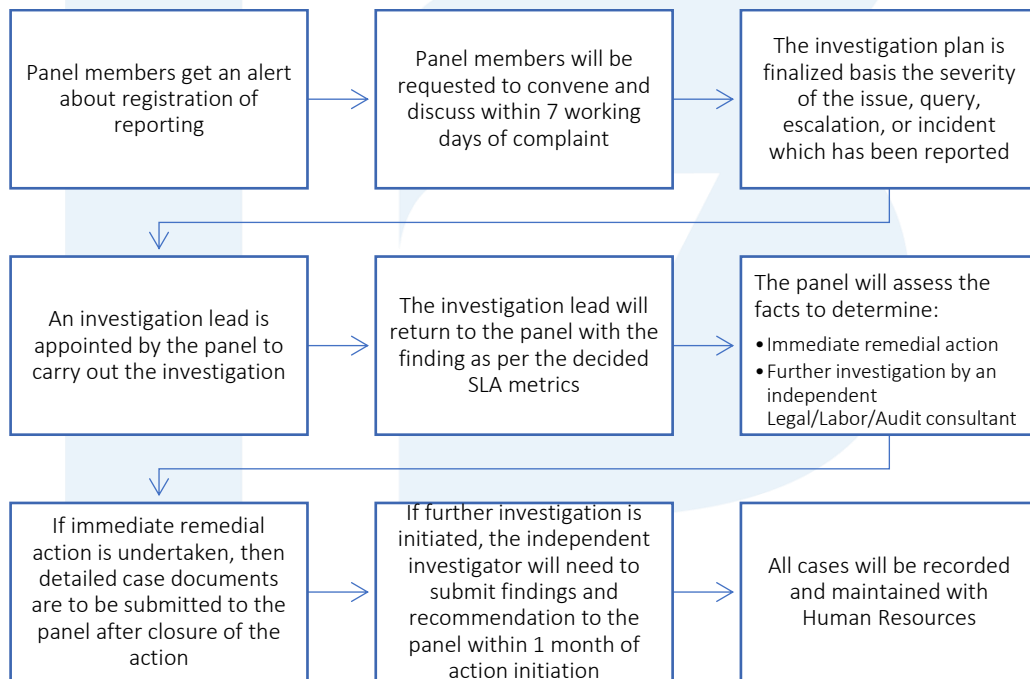 Panel members get an alert
about registration of
reporting
Panel members will be
requested to convene and
discuss within 7 working
days of complaint
The investigation plan is
finalized basis the severity
of the issue, query,
escalation, or incident
which has been reported
An investigation lead is
appointed by the panel to
carry out the investigation
The investigation lead will
return to the panel with the
finding as per the decided
SLA metrics
The panel will assess the
facts to determine:
•Immediate remedial action
•Further investigation by an
independent
Legal/Labor/Audit consultant
If immediate remedial
action is undertaken, then
detailed case documents
are to be submitted to the
panel after closure of the
action
If further investigation is
initiated, the independent
investigator will need to
submit findings and
recommendation to the
panel within 1 month of
action initiation
All cases will be recorded
and maintained with
Human Resources